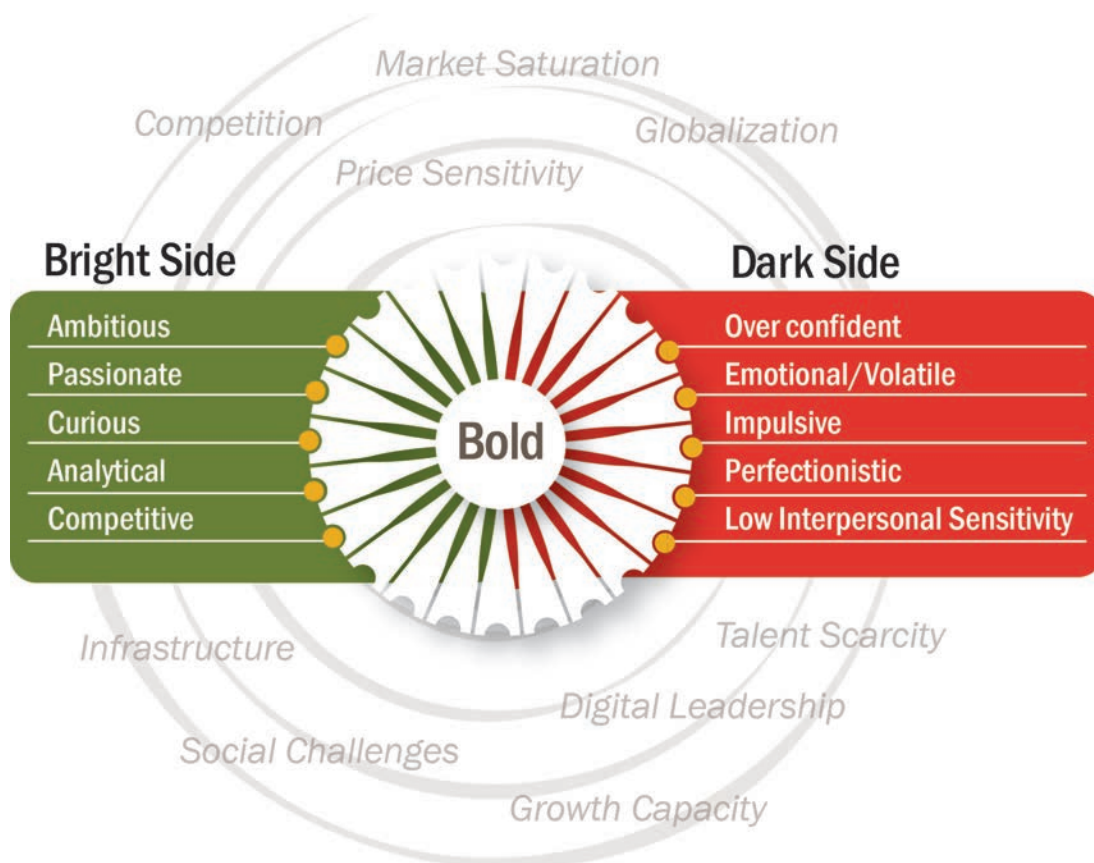 Market Saturation
Competition
Globalization
Price Sensitivity
Bright Side
Ambitious
Passionate
Curious
Analytical
Competitive
Bold
Dark Side
Over confident
Emotional/Volatile
Impulsive
Perfectionistic
Low Interpersonal Sensitivity
Infrastructure
Talent Scarcity
Digital Leadership
Social Challenges
Growth Capacity